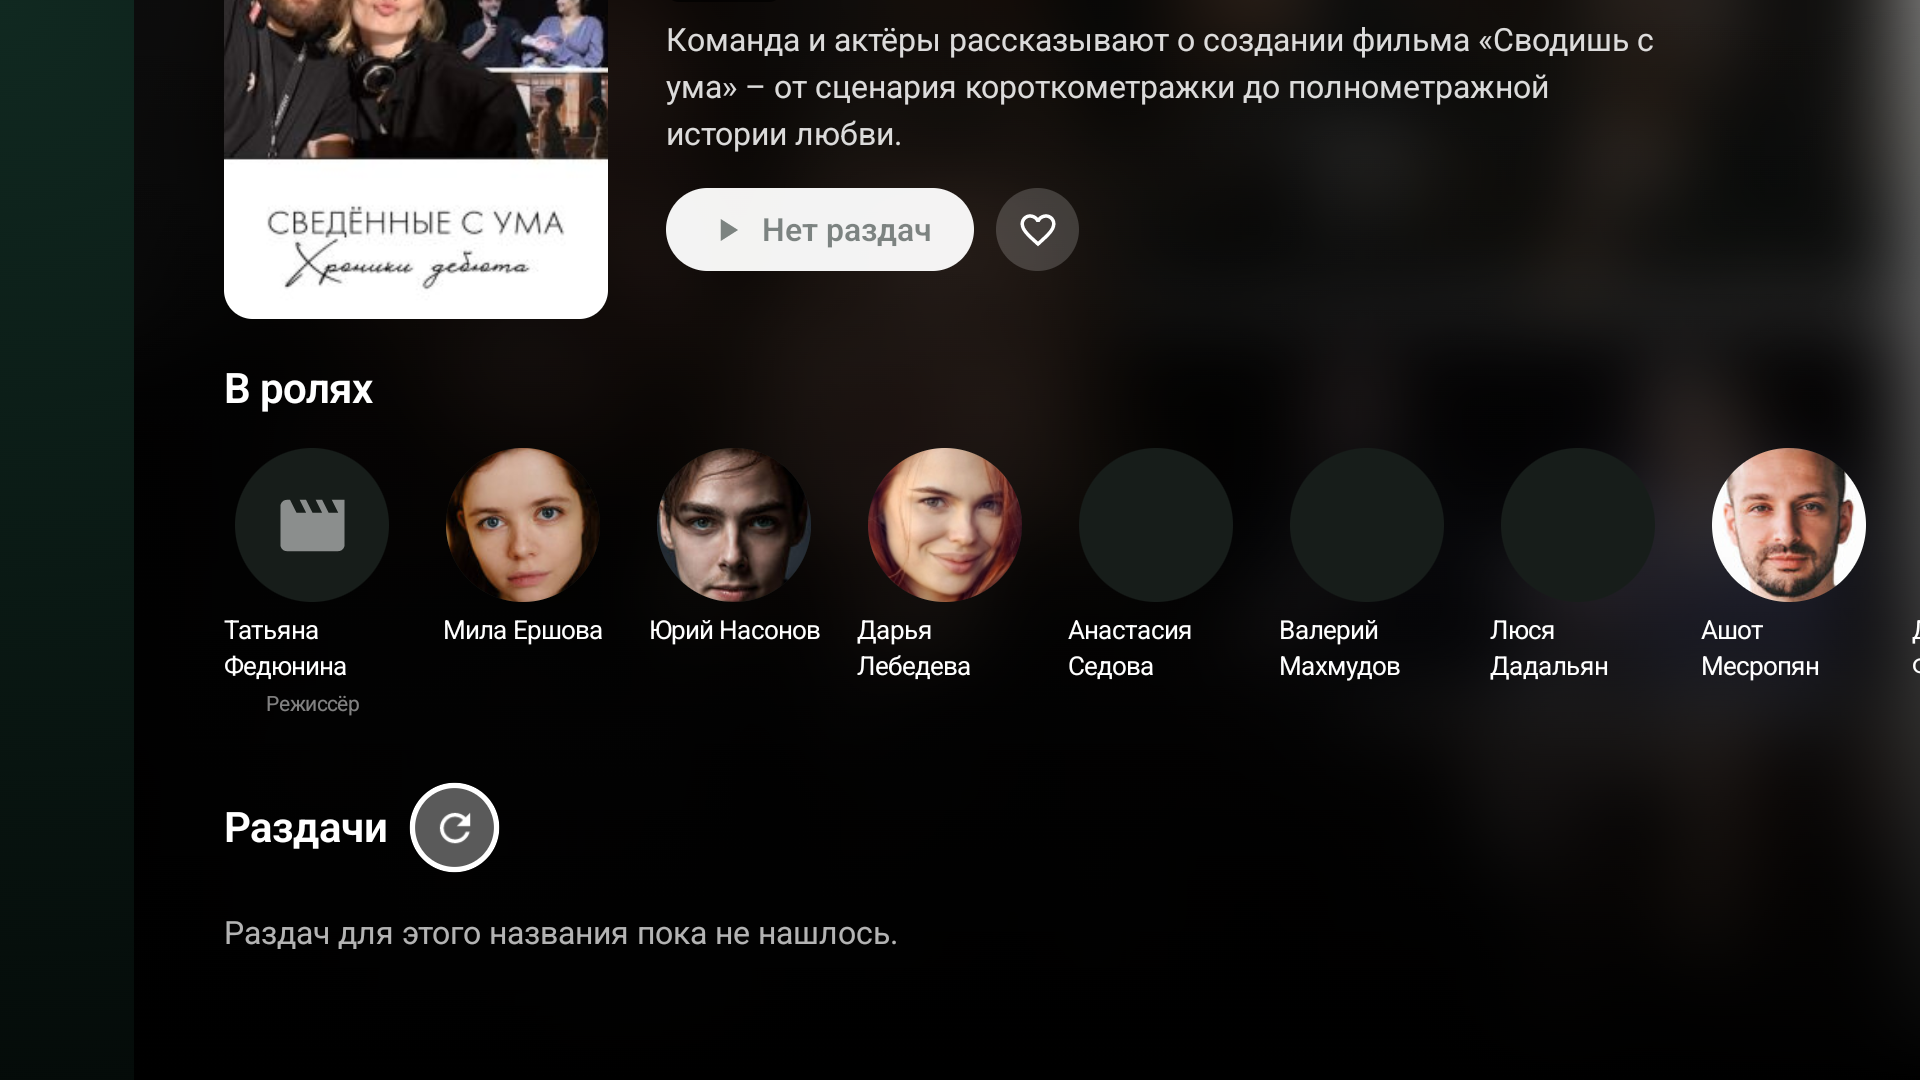 Команда и актёры рассказывают о создании фильма «Сводишь с
ума» – от сценария короткометражки до полнометражной
истории любви.
Нет раздач
СВЕДЁННЫЕ С УМА
Хроники дебюта
В ролях
Татьяна
Федюнина
Режиссёр
Мила Ершова
Юрий Насонов
Дарья
Лебедева
Анастасия
Седова
Валерий
Махмудов
Люся
Дадальян
Ашот
Месропян
Раздачи
Раздач для этого названия пока не нашлось.